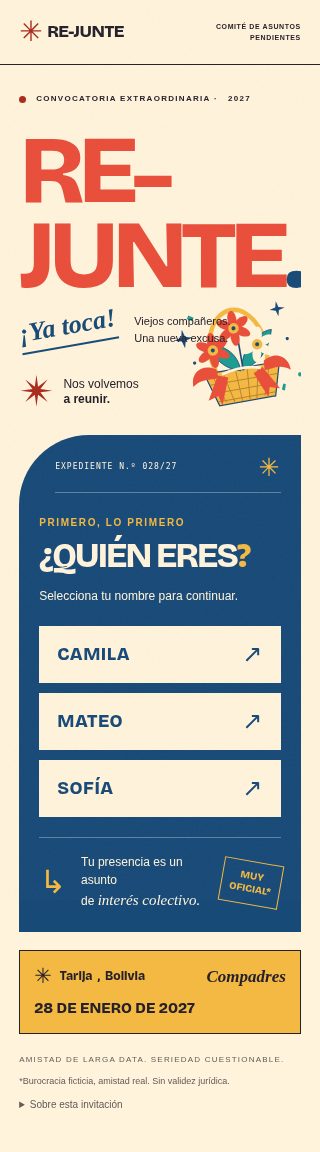 RE-JUNTE
COMITÉ DE ASUNTOS
PENDIENTES
CONVOCATORIA EXTRAORDINARIA · 2027
RE-
JUNTE.
¡Ya toca!
Viejos compañeros.
Una nueva excusa.
Nos volvemos
a reunir.
EXPEDIENTE N.º 028/27
PRIMERO, LO PRIMERO
¿QUIÉN ERES?
Selecciona tu nombre para continuar.
CAMILA ↗
MATEO ↗
SOFÍA ↗
Tu presencia es un
asunto
de interés colectivo.
MUY
OFICIAL*
Tarija , Bolivia
Compadres
28 DE ENERO DE 2027
AMISTAD DE LARGA DATA. SERIEDAD CUESTIONABLE.
*Burocracia ficticia, amistad real. Sin validez jurídica.
▶ Sobre esta invitación